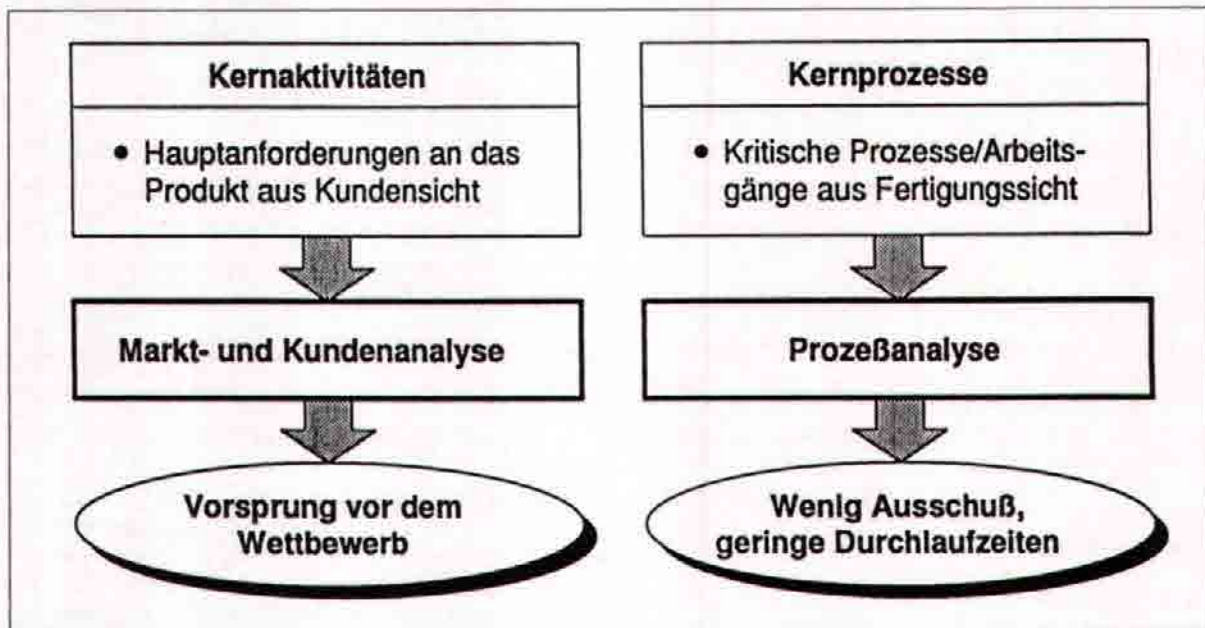 Kernaktivitäten
• Hauptanforderungen an das
Produkt aus Kundensicht
Markt- und Kundenanalyse
Vorsprung vor dem
Wettbewerb
Kernprozesse
• Kritische Prozesse/Arbeits-
gänge aus Fertigungssicht
Prozeßanalyse
Wenig Ausschuß,
geringe Durchlaufzeiten